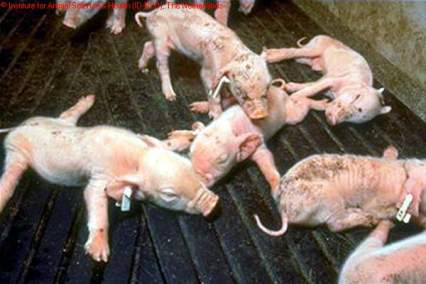 © Institute for Animal Science & Health (ID-DLO), The Netherlands